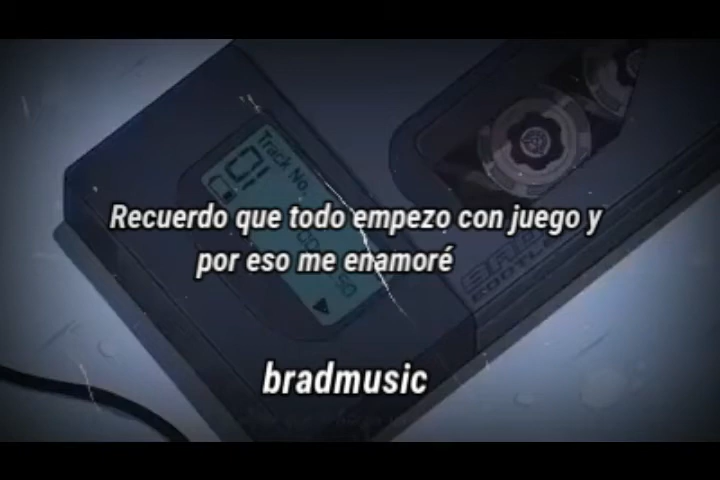 Track No.
01
Recuerdo que todo empezo con juego y
por eso me enamoré
bradmusic